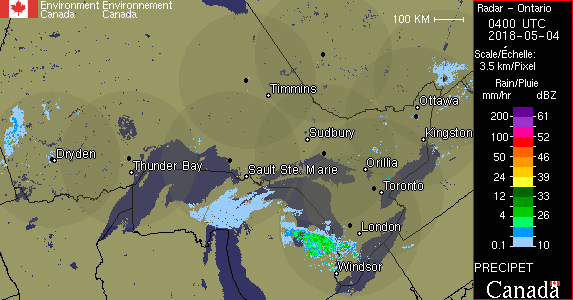 Environment Environnement
Canada Canada
100 KM
Timmins
Ottawa
Sudbury
Kingston
Dryden
Thunder Bay
Sault Ste. Marie
Orillia
Toronto
London
Windsor
Radar - Ontario
0400 UTC
2018-05-04
Scale/Échelle:
3.5 km/Pixel
Rain/Pluie
mm/hr dBZ
200 61
100 52
50 46
24 39
12 33
4 26
0.1 10
PRECIPET
Canada